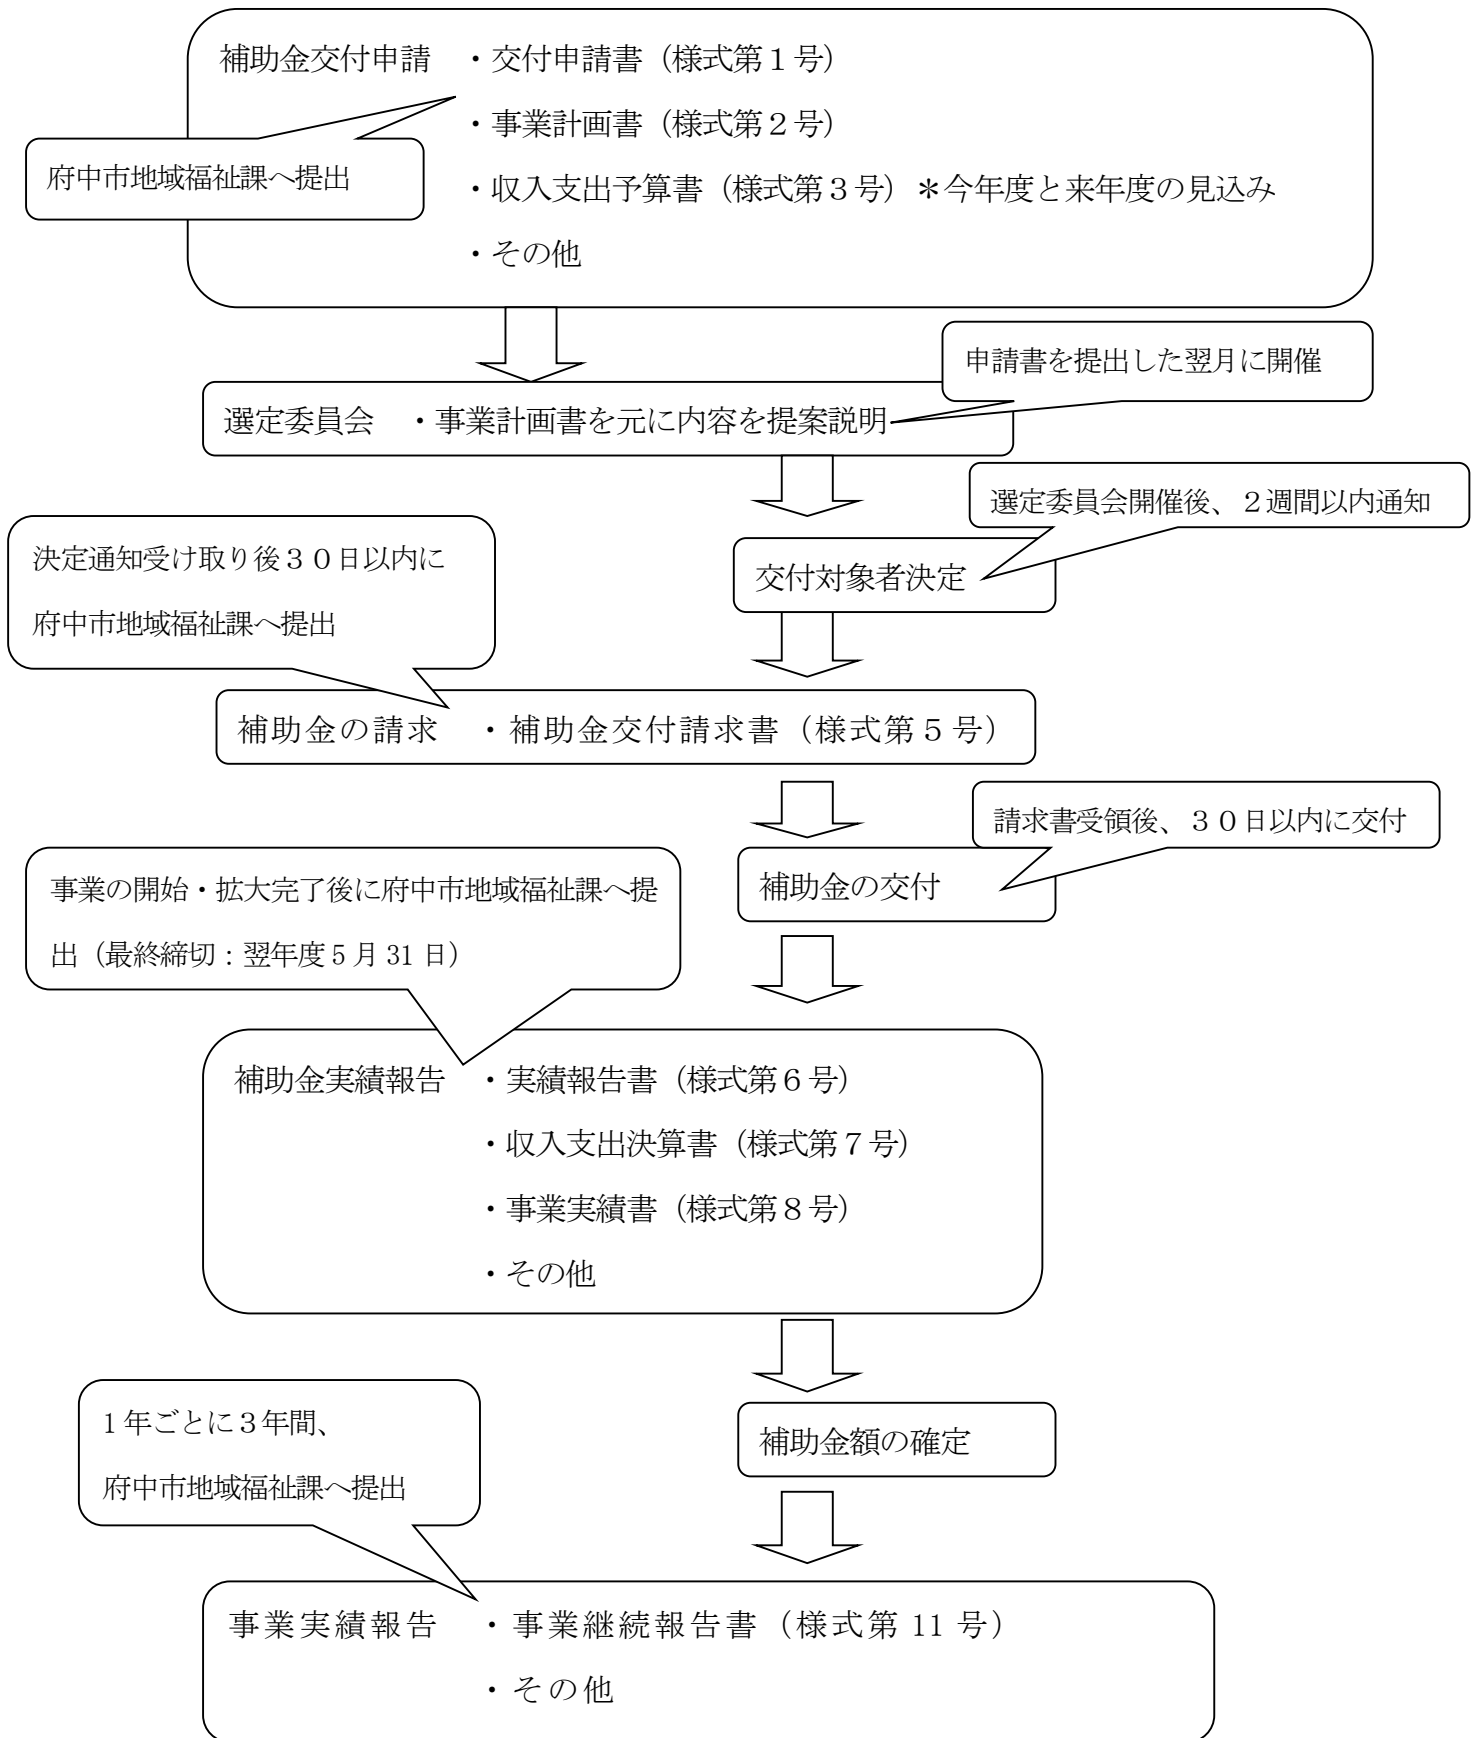 補助金交付申請　・交付申請書（様式第１号）
・事業計画書（様式第２号）
府中市地域福祉課へ提出
・収入支出予算書（様式第３号）＊今年度と来年度の見込み
・その他
申請書を提出した翌月に開催
選定委員会　・事業計画書を元に内容を提案説明
選定委員会開催後、２週間以内通知
決定通知受け取り後３０日以内に
府中市地域福祉課へ提出
交付対象者決定
補助金の請求　・補助金交付請求書（様式第５号）
請求書受領後、３０日以内に交付
補助金の交付
事業の開始・拡大完了後に府中市地域福祉課へ提
出（最終締切：翌年度５月 31 日）
補助金実績報告　・実績報告書（様式第６号）
・収入支出決算書（様式第７号）
・事業実績書（様式第８号）
・その他
補助金額の確定
１年ごとに３年間、
府中市地域福祉課へ提出
事業実績報告　・事業継続報告書（様式第 11 号）
・その他